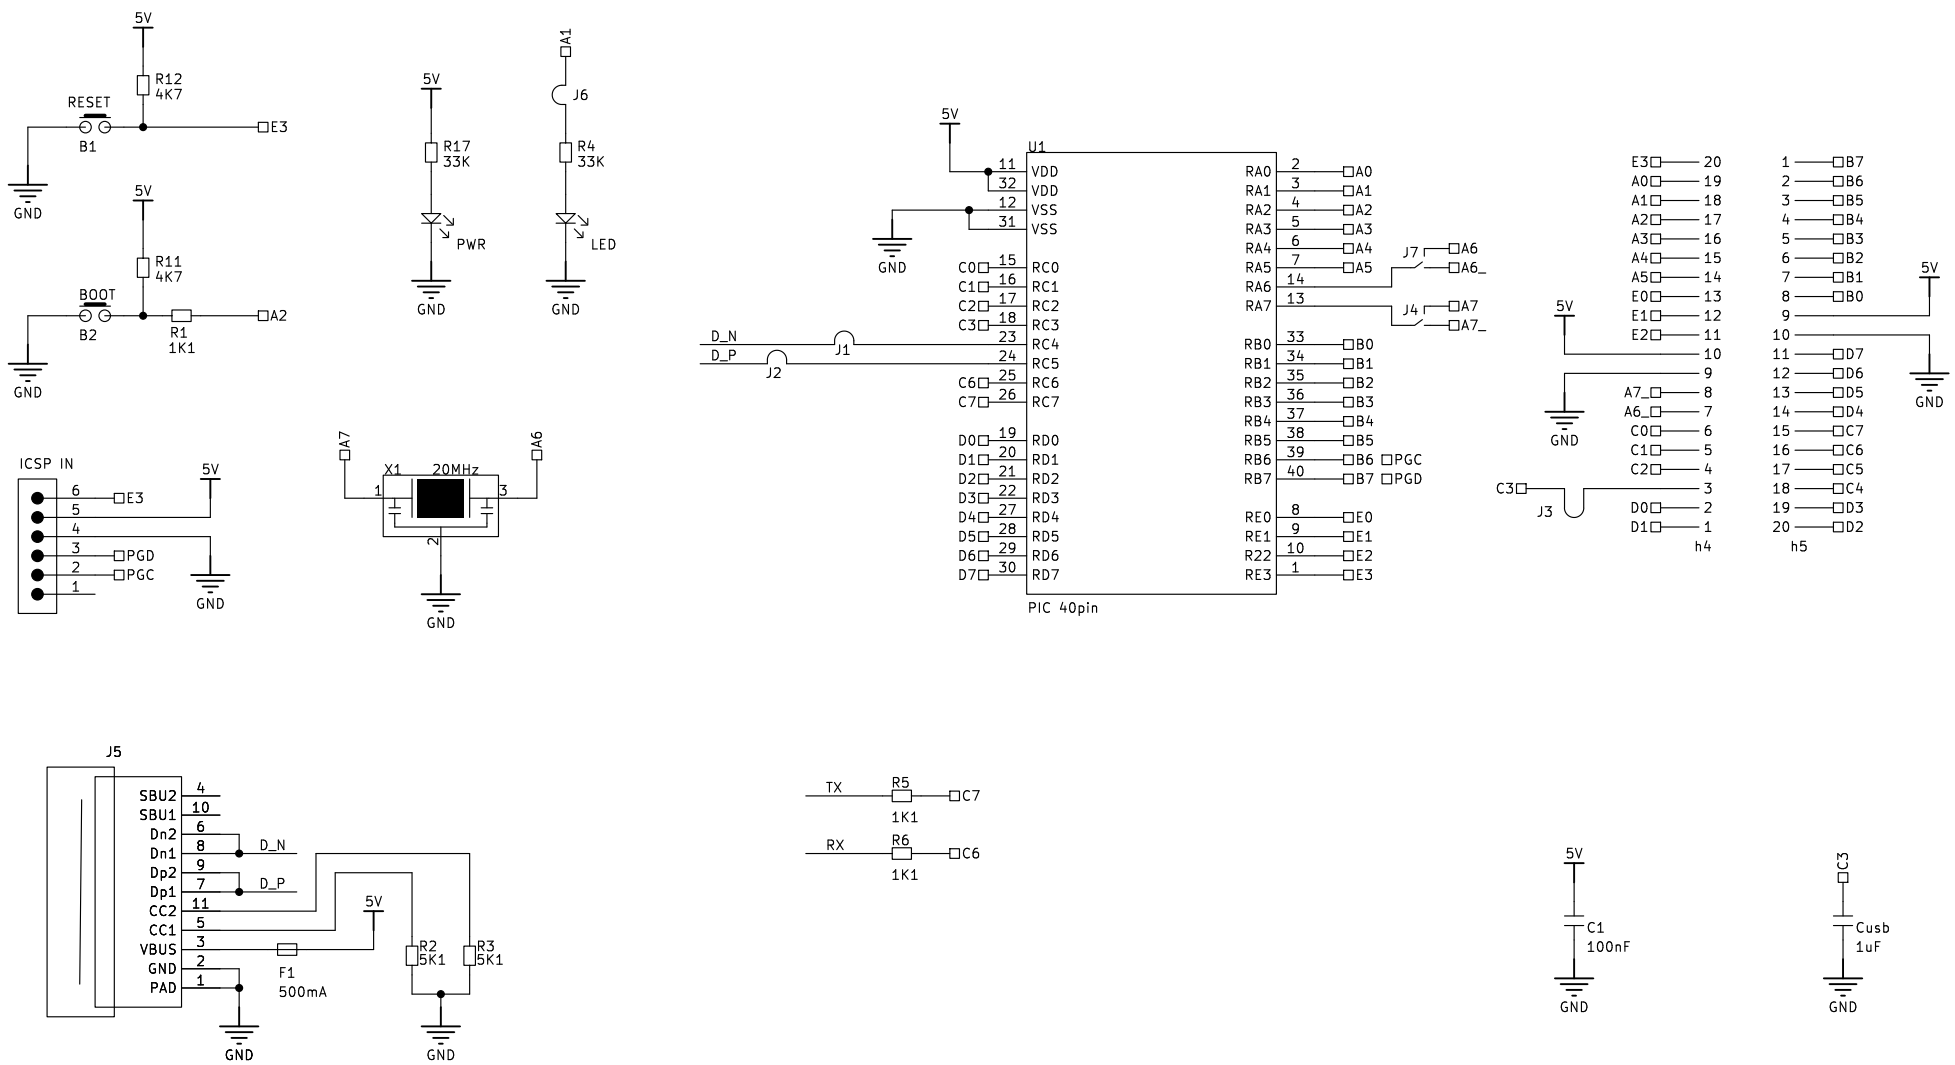 5V
R12
4K7
RESET
B1
E3
GND
5V
R11
4K7
BOOT
B2
R1
1K1
A2
GND
5V
R17
33K
PWR
GND
A1
J6
R4
33K
LED
GND
ICSP IN
6 E3
5
4
3 PGD
2 PGC
1
5V
GND
A7
A6
X1 20MHz
1
3
2
GND
5V
GND
U1
11 VDD
32 VDD
12 VSS
31 VSS
C0 15 RC0
C1 16 RC1
C2 17 RC2
C3 18 RC3
D_N J1 23 RC4
D_P J2 24 RC5
C6 25 RC6
C7 26 RC7
D0 19 RD0
D1 20 RD1
D2 21 RD2
D3 22 RD3
D4 27 RD4
D5 28 RD5
D6 29 RD6
D7 30 RD7
RA0 2 A0
RA1 3 A1
RA2 4 A2
RA3 5 A3
RA4 6 A4
RA5 7 A5
RA6 14
RA7 13
J7 A6
A6_
J4 A7
A7_
RB0 33 B0
RB1 34 B1
RB2 35 B2
RB3 36 B3
RB4 37 B4
RB5 38 B5
RB6 39 B6 PGC
RB7 40 B7 PGD
RE0 8 E0
RE1 9 E1
R22 10 E2
RE3 1 E3
PIC 40pin
E3 20
A0 19
A1 18
A2 17
A3 16
A4 15
A5 14
E0 13
E1 12
E2 11
5V 10
GND 9
A7_ 8
A6_ 7
C0 6
C1 5
C2 4
C3 J3 3
D0 2
D1 1
h4
1 B7
2 B6
3 B5
4 B4
5 B3
6 B2
7 B1
8 B0
9 5V
10 GND
11 D7
12 D6
13 D5
14 D4
15 C7
16 C6
17 C5
18 C4
19 D3
20 D2
h5
J5
SBU2 4
SBU1 10
Dn2 6
Dn1 8 D_N
Dp2 9
Dp1 7 D_P
CC2 11
CC1 5
VBUS 3
GND 2
PAD 1
5V
F1
500mA
GND
R2
5K1
R3
5K1
GND
TX R5 C7
1K1
RX R6 C6
1K1
5V
C1
100nF
GND
C3
Cusb
1uF
GND